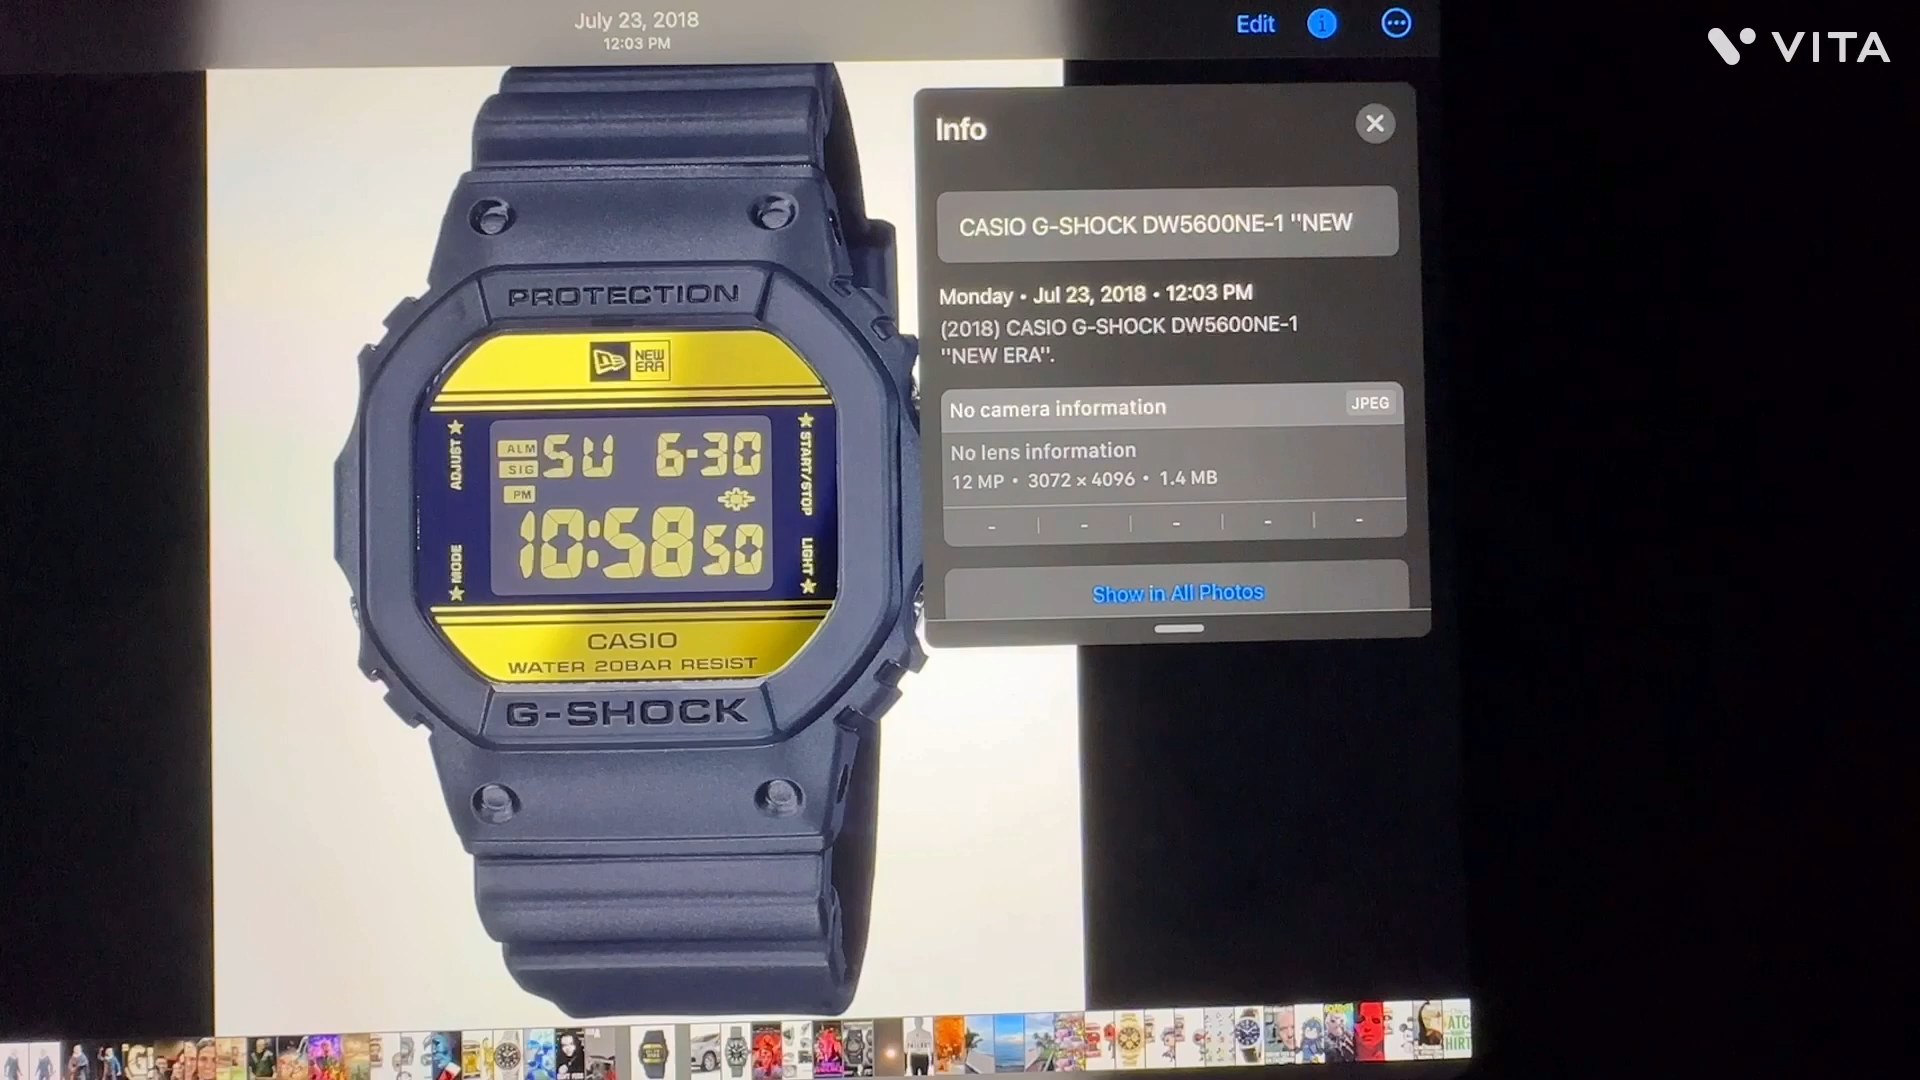 July 23, 2018
12:03 PM
Edit
VITA
Info
CASIO G-SHOCK DW5600NE-1 "NEW
Monday • Jul 23, 2018 • 12:03 PM
(2018) CASIO G-SHOCK DW5600NE-1
"NEW ERA".
No camera information
JPEG
No lens information
12 MP • 3072 × 4096 • 1.4 MB
- | - | - | - | -
Show in All Photos
PROTECTION
NEW
ERA
ADJUST
START/STOP
ALM
SIG
SU 6-30
PM
10:58 50
MODE
LIGHT
CASIO
WATER 20BAR RESIST
G-SHOCK